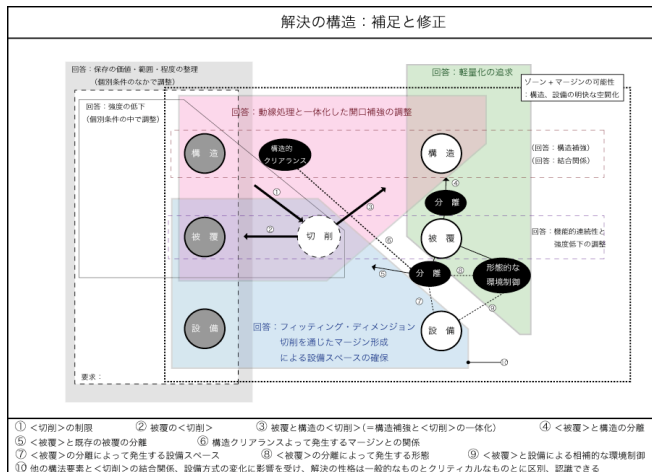 解決の構造：補足と修正
回答：保存の価値・範囲・程度の整理
（個別条件のなかで調整）
回答：強度の低下
（個別条件の中で調整）
回答：動線処理と一体化した開口補強の調整
回答：軽量化の追求
ゾーン＋マージンの可能性
：構造、設備の明快な空間化
構造
構造的
クリアランス
構造
（回答：構造補強）
（回答：結合関係）
①
③
④
分離
②
被覆
切削
⑥
被覆
回答：機能的連続性と
強度低下の調整
⑤
分離
⑧
形態的な
環境制御
⑦
⑨
設備
回答：フィッティング・ディメンジョン
切削を通じたマージン形成
による設備スペースの確保
設備
⑩
要求：
① ＜切削＞の制限 ② 被覆の＜切削＞ ③ 被覆と構造の＜切削＞（＝構造補強と＜切削＞の一体化） ④ ＜被覆＞と構造の分離
⑤ ＜被覆＞と既存の被覆の分離 ⑥ 構造クリアランスよって発生するマージンとの関係
⑦ ＜被覆＞の分離によって発生する設備スペース ⑧ ＜被覆＞の分離によって発生する形態 ⑨ ＜被覆＞と設備による相補的な環境制御
⑩ 他の構法要素と＜切削＞の結合関係、設備方式の変化に影響を受け、解決の性格は一般的なものとクリティカルなものとに区別、認識できる